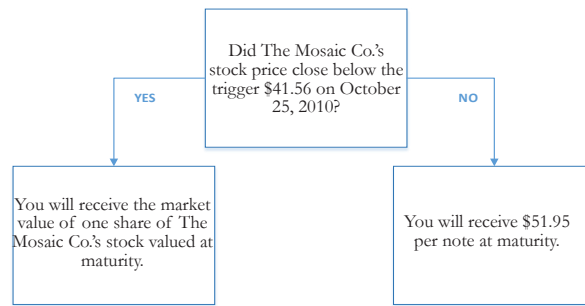 Did The Mosaic Co.'s
stock price close below the
trigger $41.56 on October
25, 2010?
YES
NO
You will receive the market
value of one share of The
Mosaic Co.'s stock valued at
maturity.
You will receive $51.95
per note at maturity.